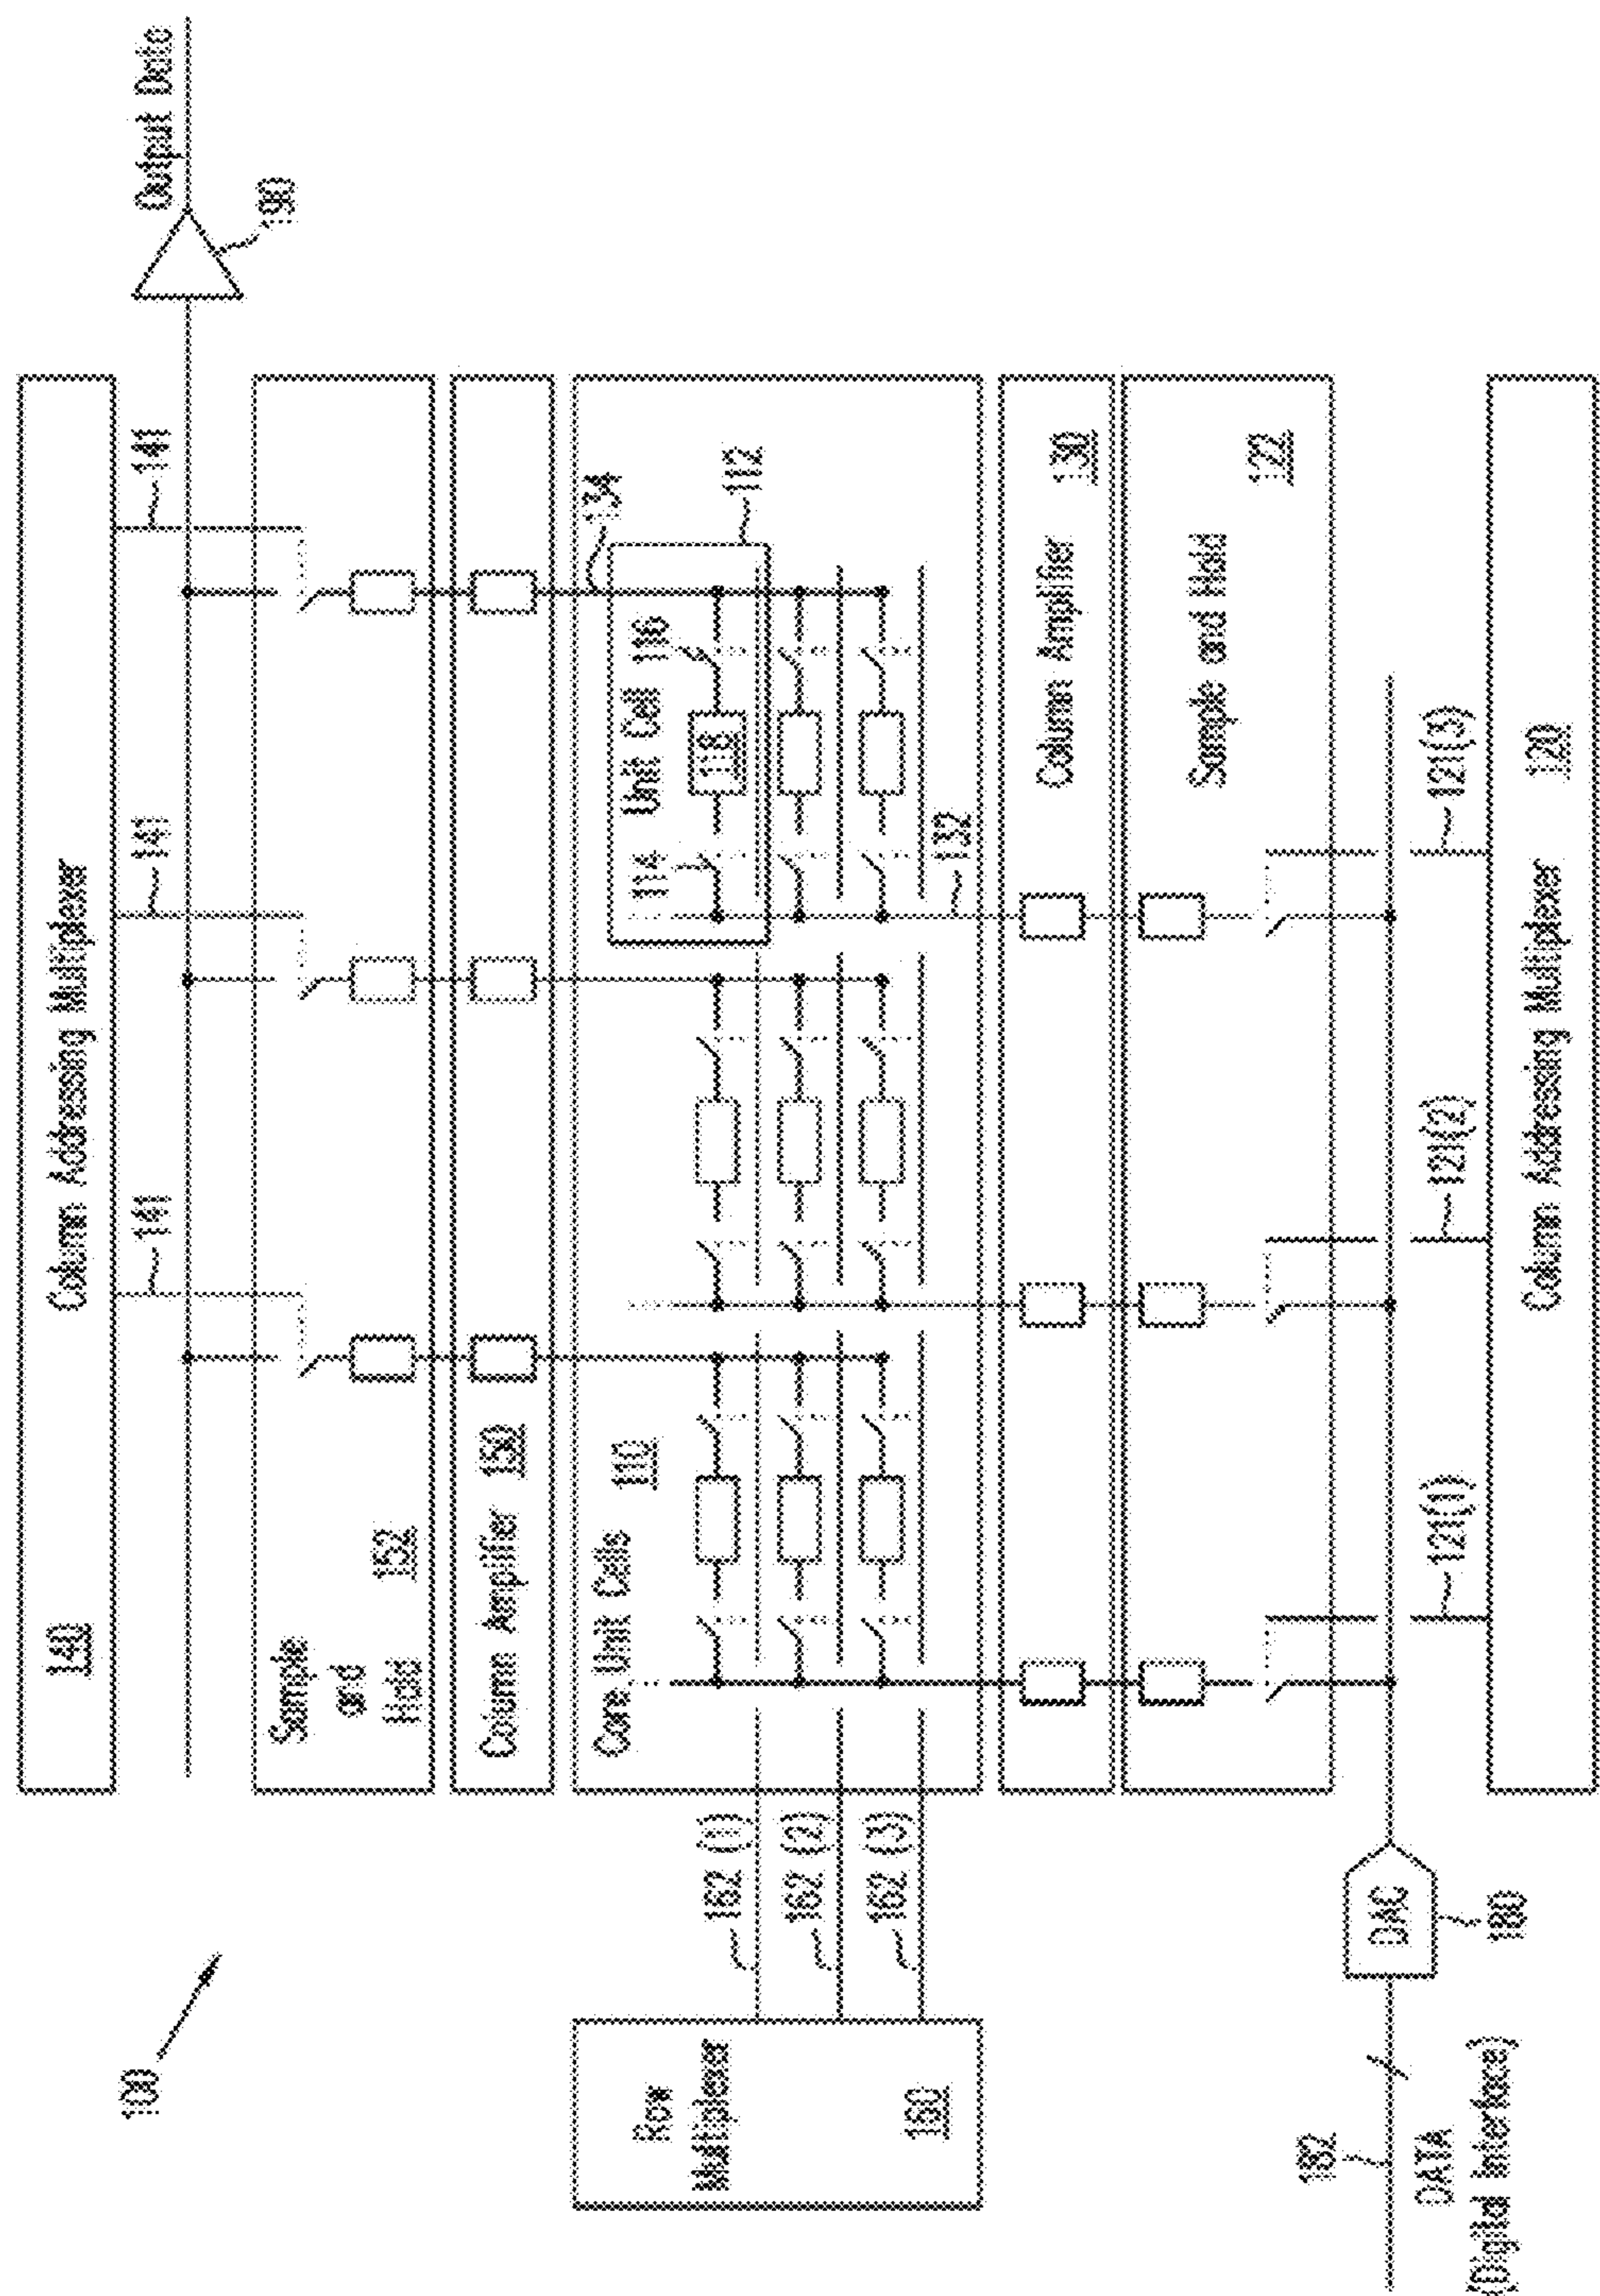 100
140
Column Addressing Multiplexer
141
141
141
Output Data
190
Sample
and
Hold
152
Column Amplifier 150
Core Unit Cells 110
134
112
Unit Cell 116
114
118
132
Row
Multiplexer
160
162 (1)
162 (2)
162 (3)
Column Amplifier 130
Sample and Hold 122
182
DATA
(Digital Interface)
DAC
180
121(1)
121(2)
121(3)
Column Addressing Multiplexer 120